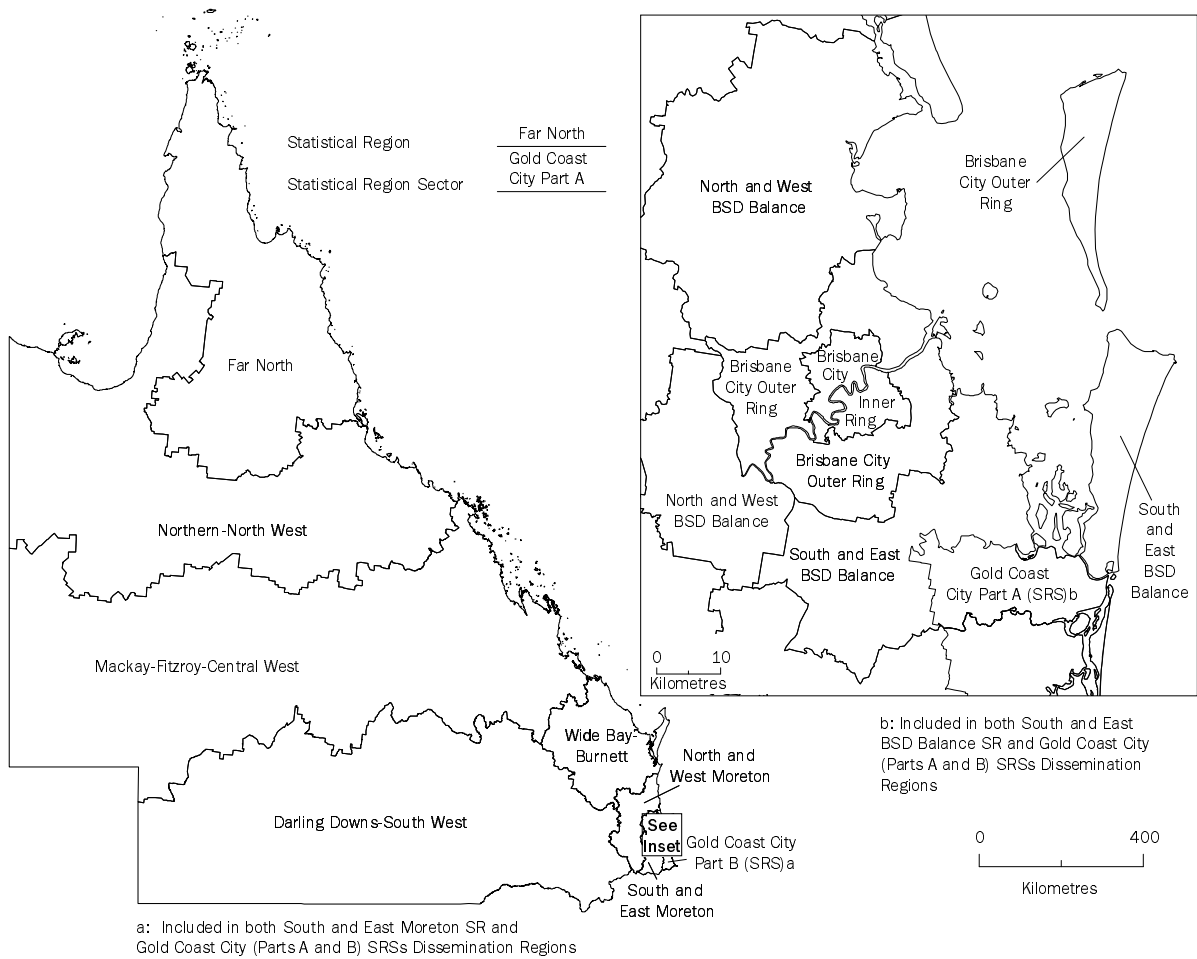 Statistical Region
Far North
Statistical Region Sector
Gold Coast
City Part A
Far North
Northern-North West
Mackay-Fitzroy-Central West
Wide Bay-
Burnett
North and
West Moreton
Darling Downs-South West
See
Inset
Gold Coast City
Part B (SRS)a
South and
East Moreton
a: Included in both South and East Moreton SR and
Gold Coast City (Parts A and B) SRSs Dissemination Regions
North and West
BSD Balance
Brisbane
City Outer
Ring
Brisbane
City Outer
Ring
Brisbane
City
Inner
Ring
Brisbane City
Outer Ring
North and West
BSD Balance
South and East
BSD Balance
Gold Coast
City Part A (SRS)b
South
and
East
BSD
Balance
0 10
Kilometres
b: Included in both South and East
BSD Balance SR and Gold Coast City
(Parts A and B) SRSs Dissemination
Regions
0 400
Kilometres